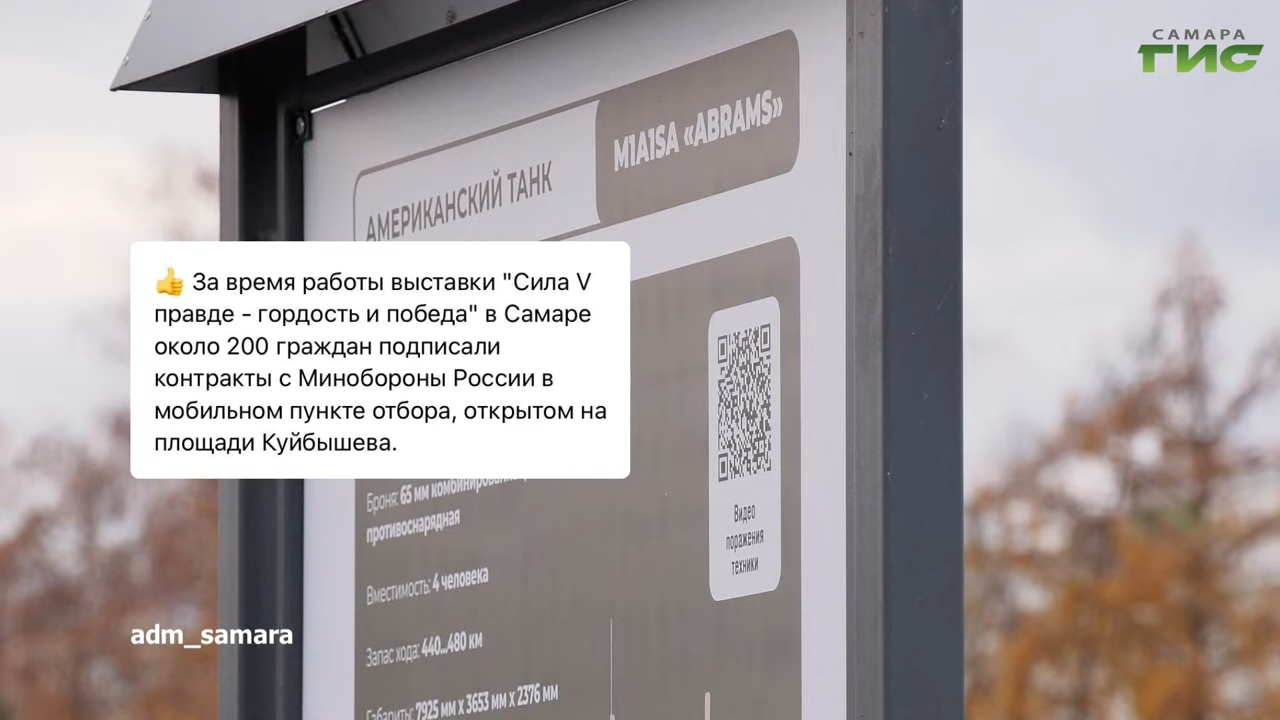 САМАРА
ГИС
АМЕРИКАНСКИЙ ТАНК
M1A1SA «ABRAMS»
👍 За время работы выставки "Сила V
правде - гордость и победа" в Самаре
около 200 граждан подписали
контракты с Минобороны России в
мобильном пункте отбора, открытом на
площади Куйбышева.
Броня: 65 мм
противоснарядная
Вместимость: 4 человека
Запас хода: 440...480 км
Габариты: 7925 мм x 3653 мм x 2376 мм
Видео
поражения
техники
adm_samara